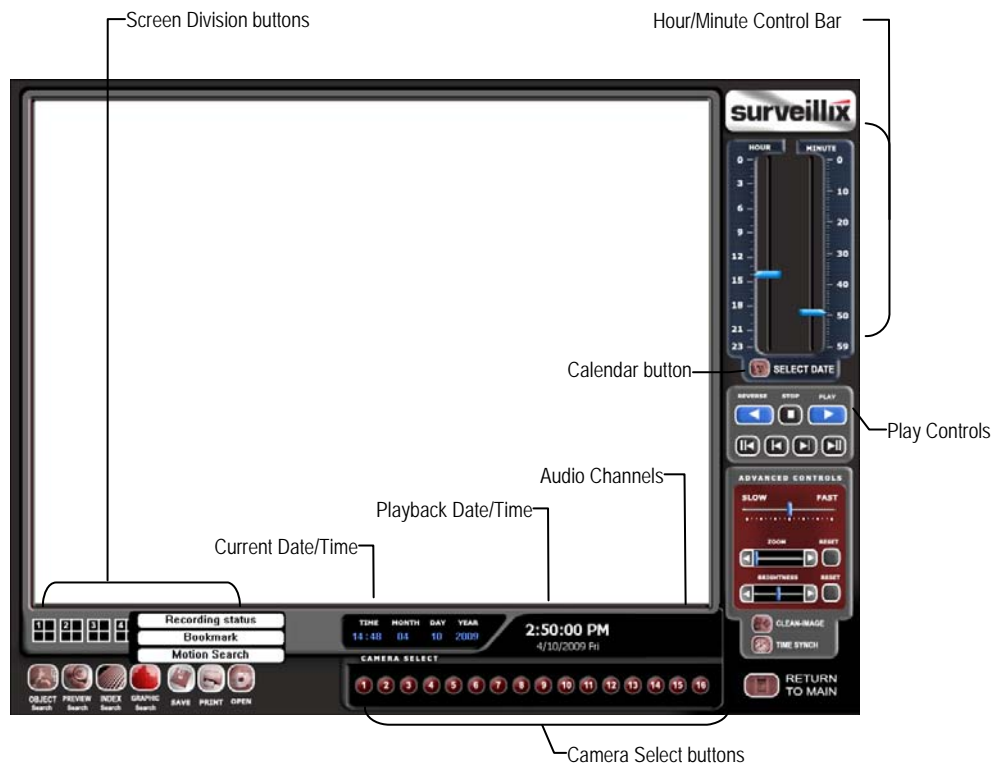 Screen Division buttons
Hour/Minute Control Bar
surveillix
HOUR MINUTE
0 0
3 10
6 20
9 30
12 40
15 50
18 59
21
23
Calendar button
SELECT DATE
REVERSE STOP PLAY
Play Controls
Audio Channels
ADVANCED CONTROLS
SLOW FAST
Playback Date/Time
ZOOM RESET
Current Date/Time
BRIGHTNESS RESET
1 2 3 4
Recording status
Bookmark
Motion Search
TIME MONTH DAY YEAR
14:48 04 10 2009
2:50:00 PM
4/10/2009 Fri
CLEAN-IMAGE
TIME SYNCH
CAMERA SELECT
1 2 3 4 5 6 7 8 9 10 11 12 13 14 15 16
OBJECT Search
PREVIEW Search
INDEX Search
GRAPHIC Search
SAVE PRINT OPEN
RETURN
TO MAIN
Camera Select buttons